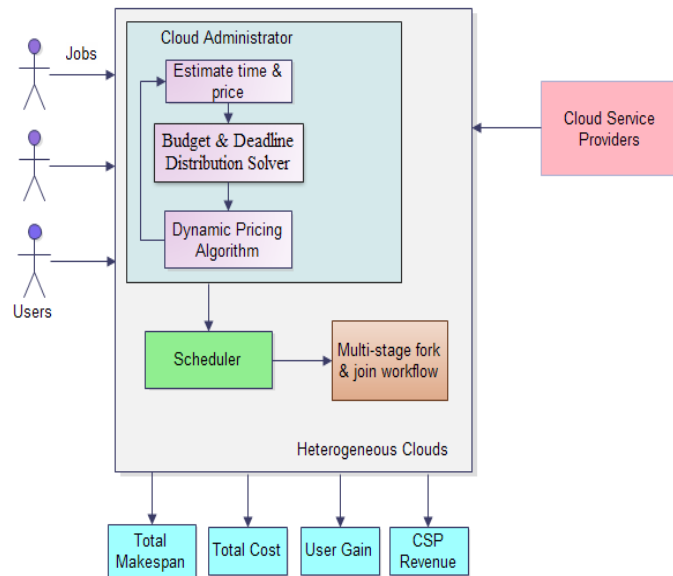 Cloud Administrator
Jobs
Estimate time &
price
Budget & Deadline
Distribution Solver
Dynamic Pricing
Algorithm
Users
Cloud Service
Providers
Scheduler
Multi-stage fork
& join workflow
Heterogeneous Clouds
Total
Makespan
Total Cost
User Gain
CSP
Revenue